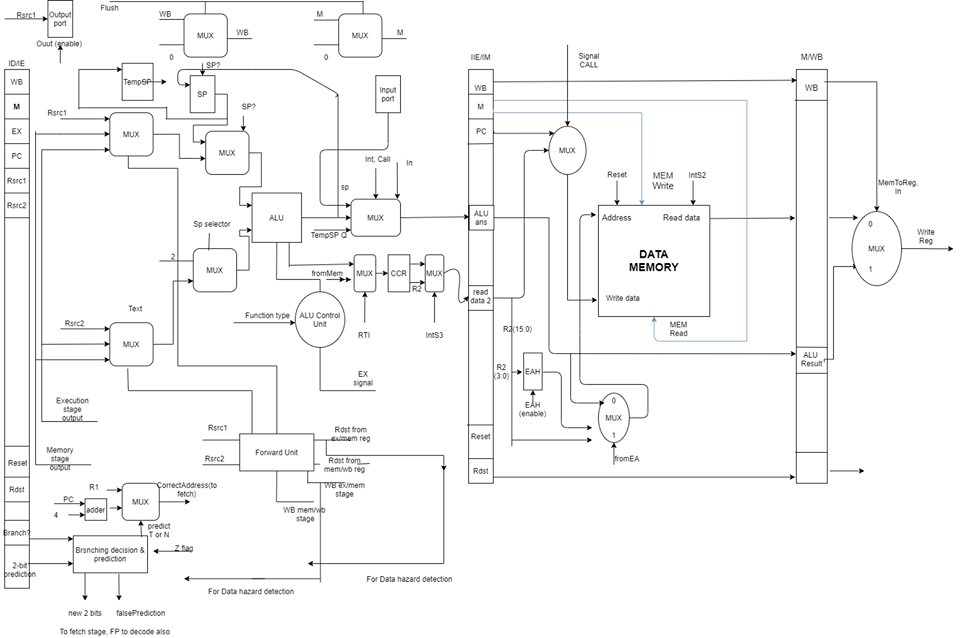 Flush
Rsrc1
Output
port
Ouut (enable)
WB
MUX
WB
0
M
MUX
M
0
ID/IE
WB
M
EX
PC
Rsrc1
Rsrc2
Reset
Rdst
Branch?
2-bit
prediction
TempSP
SP?
SP
SP?
Input
port
Rsrc1
MUX
MUX
Int, Call
In
sp
MUX
TempSP Q
ALU
Sp selector
2
MUX
fromMem
MUX
CCR
R2
MUX
RTI
IntS3
Function type
ALU Control
Unit
EX
signal
Text
Rsrc2
MUX
Execution
stage
output
Memory
stage
output
Rsrc1
Rsrc2
Forward Unit
Rdst from
ex/mem reg
Rdst from
mem/wb reg
WB ex/mem
stage
WB mem/wb
stage
R1
PC
4
adder
MUX
CorrectAddress(to
fetch)
predict
T or N
Brsnching decision &
prediction
Z flag
new 2 bits
falsePrediction
To fetch stage, FP to decode also
For Data hazard detection
For Data hazard detection
IIE/IM
WB
M
PC
ALU
ans
read
data 2
Reset
Rdst
Signal
CALL
MUX
Reset
MEM
Write
IntS2
Address
Read data
DATA
MEMORY
Write data
MEM
Read
R2(15:0)
R2
(3:0)
EAH
EAH
(enable)
0
MUX
1
fromEA
M/WB
WB
ALU
Result
MemToReg,
In
0
MUX
1
Write
Reg